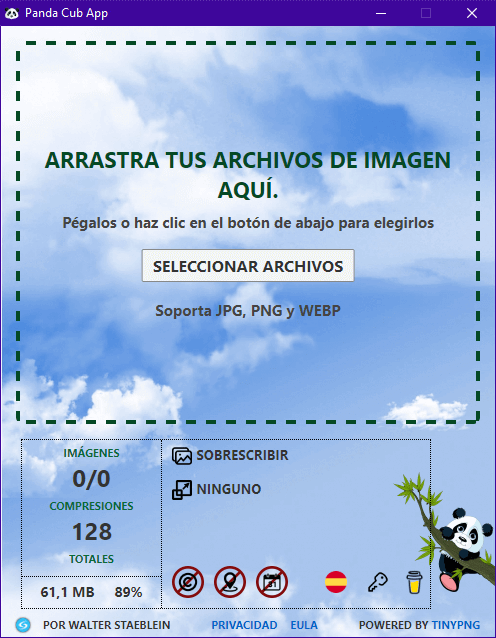 Panda Cub App
ARRASTRA TUS ARCHIVOS DE IMAGEN
AQUÍ.
Pégalos o haz clic en el botón de abajo para elegirlos
SELECCIONAR ARCHIVOS
Soporta JPG, PNG y WEBP
IMÁGENES
0/0
COMPRESIONES
128
TOTALES
61,1 MB 89%
SOBRESCRIBIR
NINGUNO
31
POR WALTER STAEBLEIN PRIVACIDAD EULA POWERED BY TINYPNG